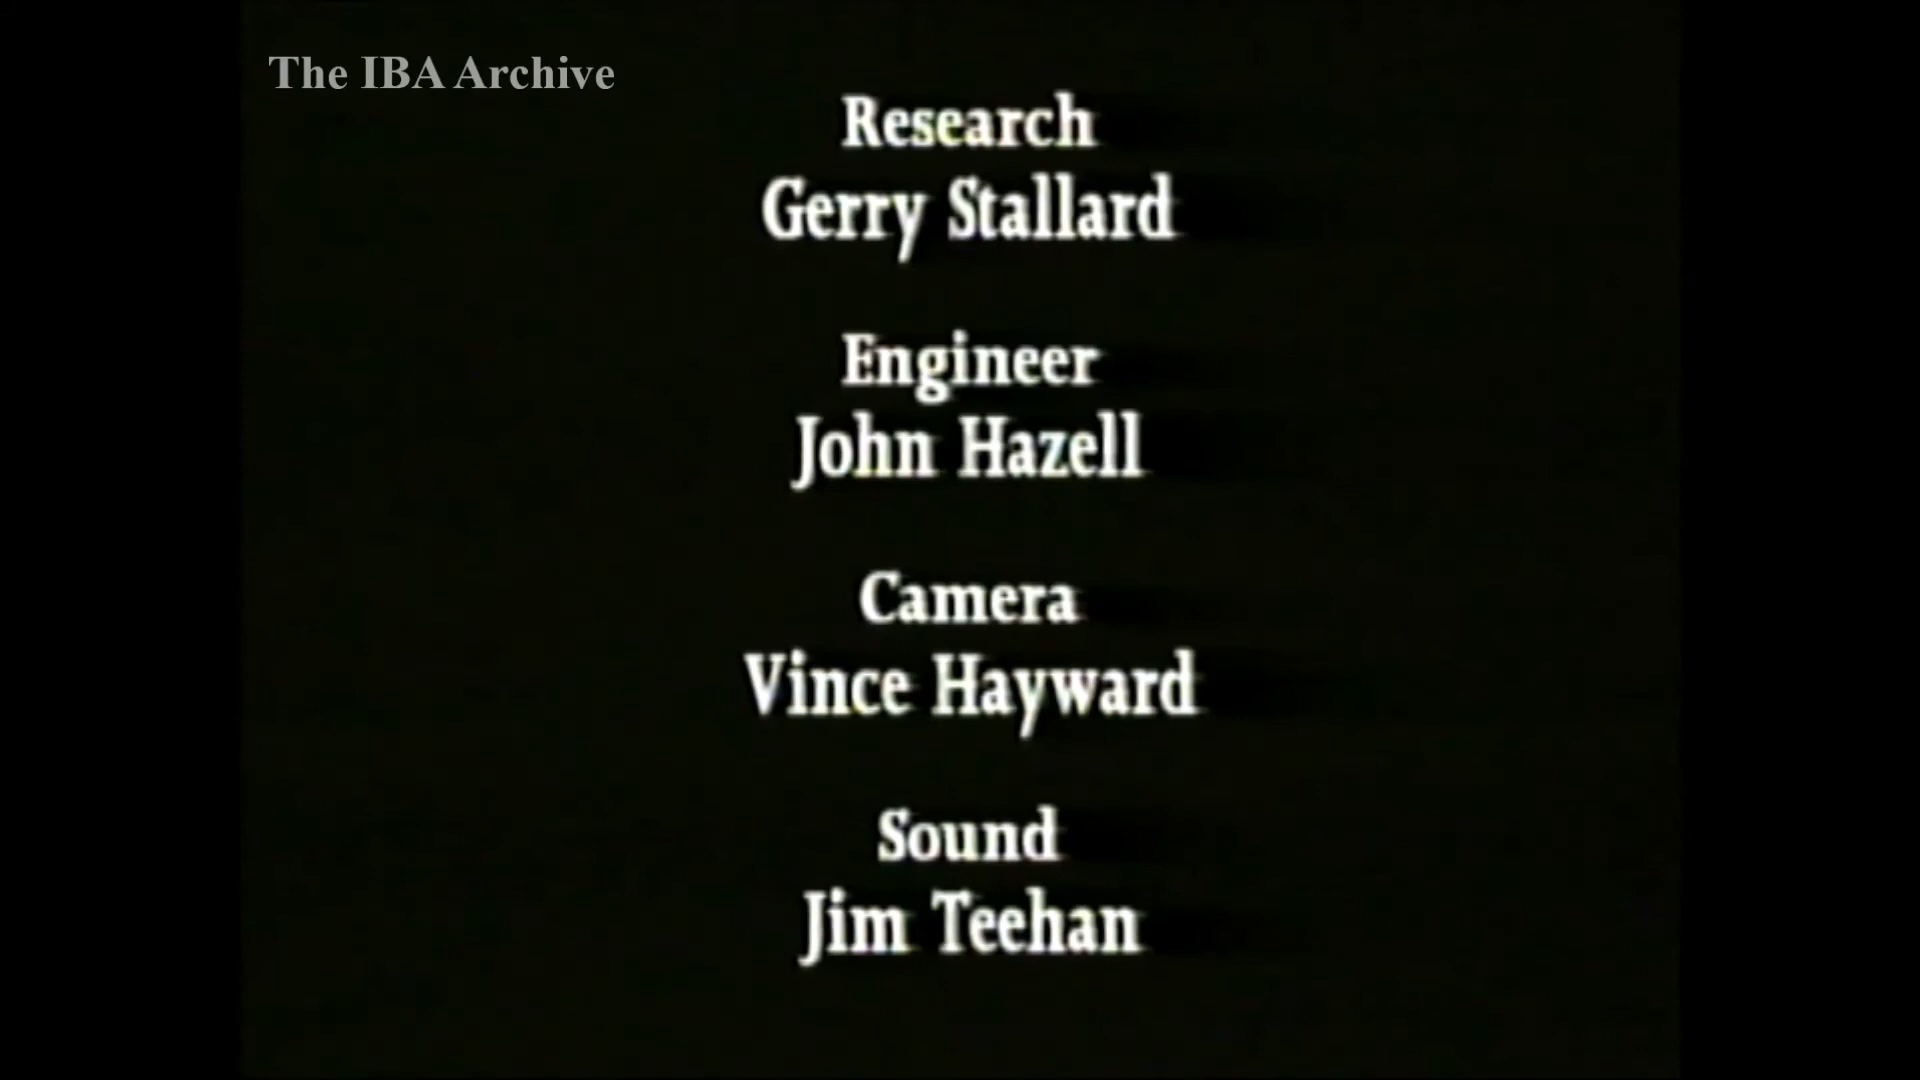 The IBA Archive
Research
Gerry Stallard
Engineer
John Hazell
Camera
Vince Hayward
Sound
Jim Teehan